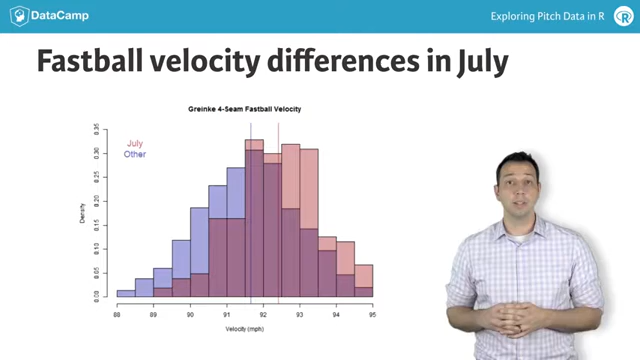 DataCamp
Exploring Pitch Data in R
R
Fastball velocity differences in July
Greinke 4-Seam Fastball Velocity
July
Other
Density
0.35
0.30
0.25
0.20
0.15
0.10
0.05
0.00
88 89 90 91 92 93 94 95
Velocity (mph)